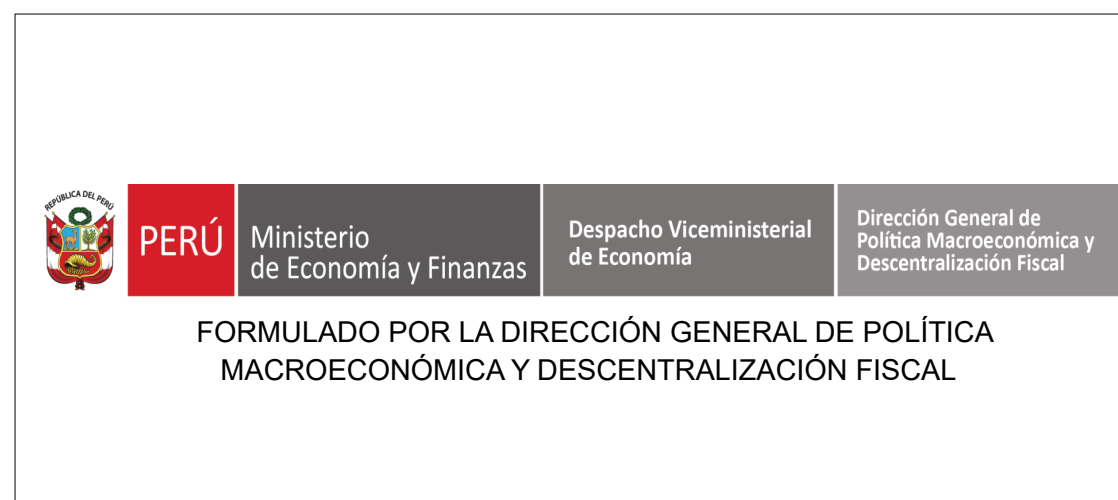 REPÚBLICA DEL PERÚ
PERÚ
Ministerio
de Economía y Finanzas
Despacho Viceministerial
de Economía
Dirección General de
Política Macroeconómica y
Descentralización Fiscal
FORMULADO POR LA DIRECCIÓN GENERAL DE POLÍTICA
MACROECONÓMICA Y DESCENTRALIZACIÓN FISCAL